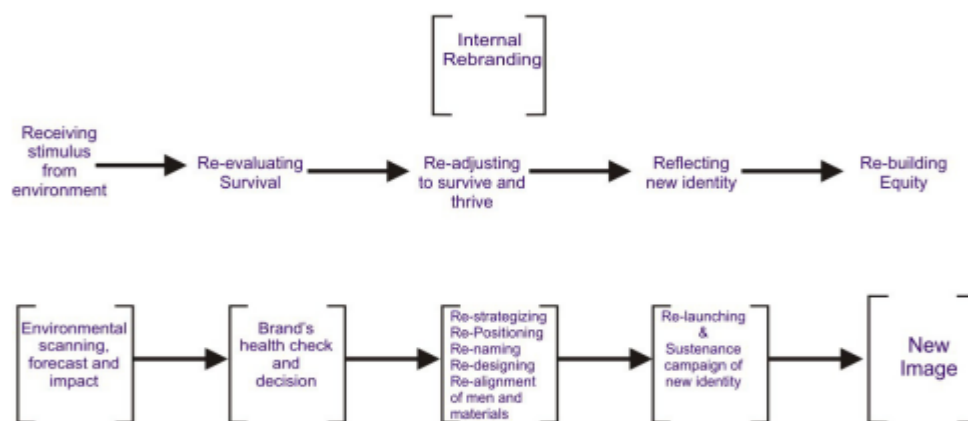 Internal
Rebranding
Receiving
stimulus
from
environment
Re-evaluating
Survival
Re-adjusting
to survive and
thrive
Reflecting
new identity
Re-building
Equity
Environmental
scanning,
forecast and
impact
Brand's
health check
and
decision
Re-strategizing
Re-Positioning
Re-naming
Re-designing
Re-alignment
of men and
materials
Re-launching
&
Sustenance
campaign of
new identity
New
Image